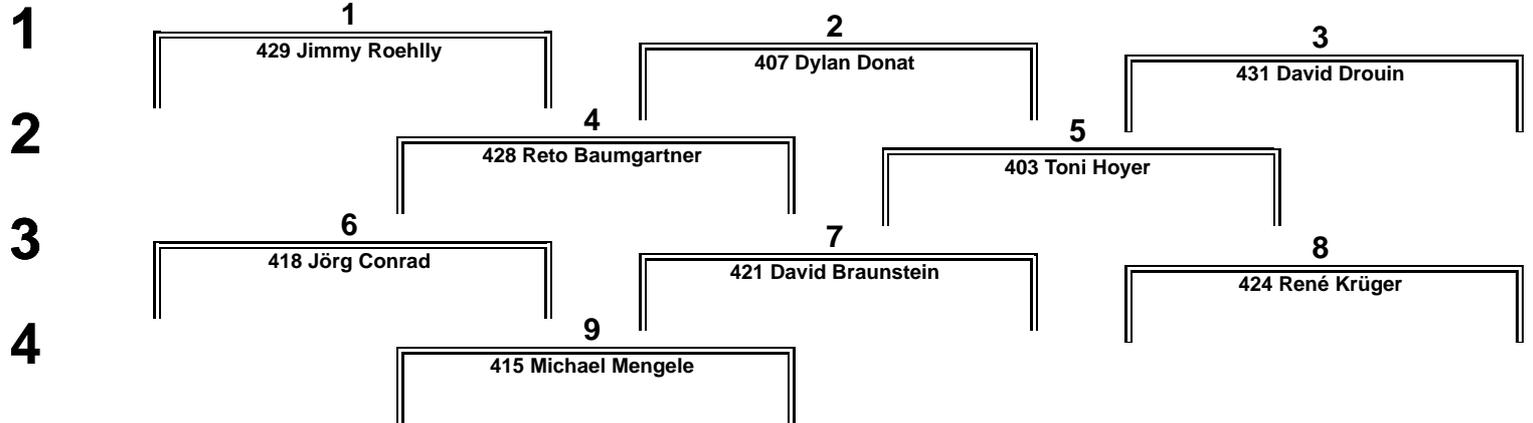 1
1
429 Jimmy Roehlly
2
407 Dylan Donat
3
431 David Drouin
2
4
428 Reto Baumgartner
5
403 Toni Hoyer
3
6
418 Jörg Conrad
7
421 David Braunstein
8
424 René Krüger
4
9
415 Michael Mengele